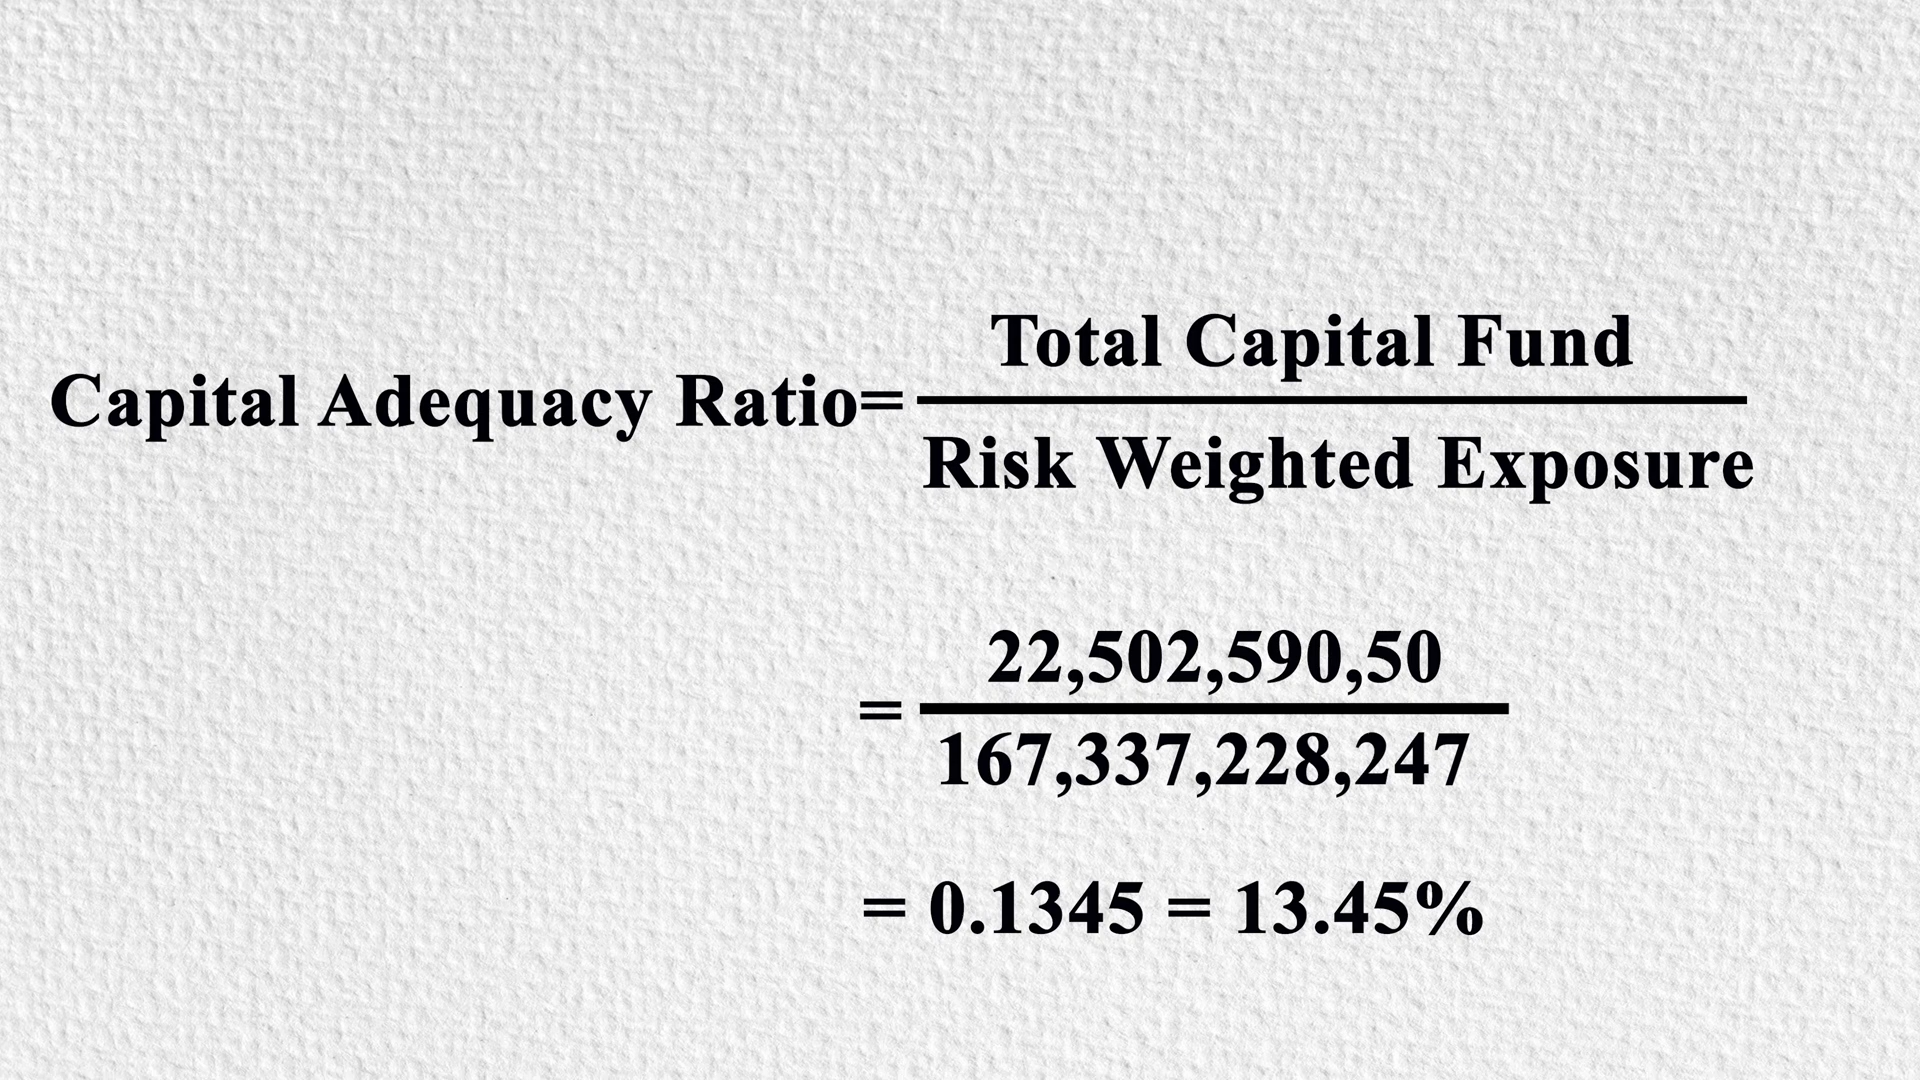 Total Capital Fund
Capital Adequacy Ratio=
Risk Weighted Exposure
22,502,590,50
=
167,337,228,247
= 0.1345 = 13.45%